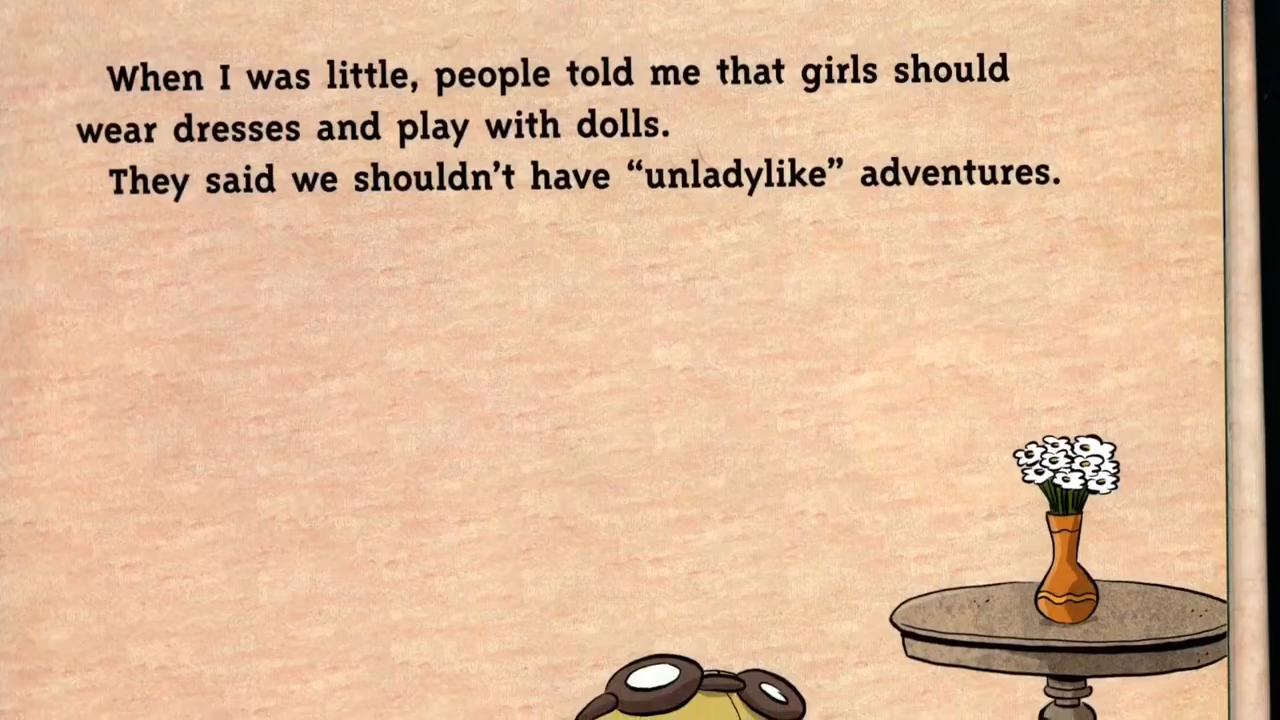 When I was little, people told me that girls should
wear dresses and play with dolls.
They said we shouldn't have “unladylike” adventures.